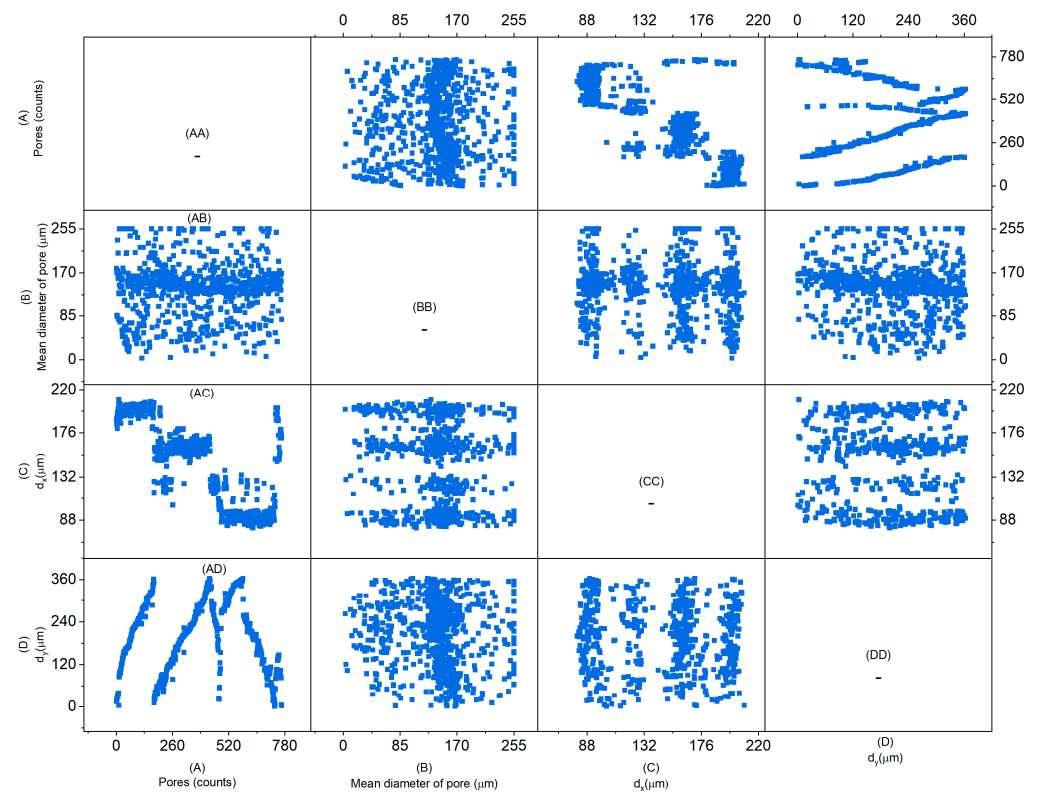 0 85 170 255 88 132 176 220 0 120 240 360
(A)
Pores (counts)
(AA)
-
780
520
260
0
(B)
Mean diameter of pore (μm)
255
170
85
0
(AB)
(BB)
-
255
170
85
0
(C)
dx(μm)
220
176
132
88
(AC)
(CC)
-
220
176
132
88
(D)
dy(μm)
360
240
120
0
(AD)
(DD)
-
0 260 520 780 0 85 170 255 88 132 176 220
(A) (B) (C) (D)
Pores (counts) Mean diameter of pore (μm) dx(μm) dy(μm)